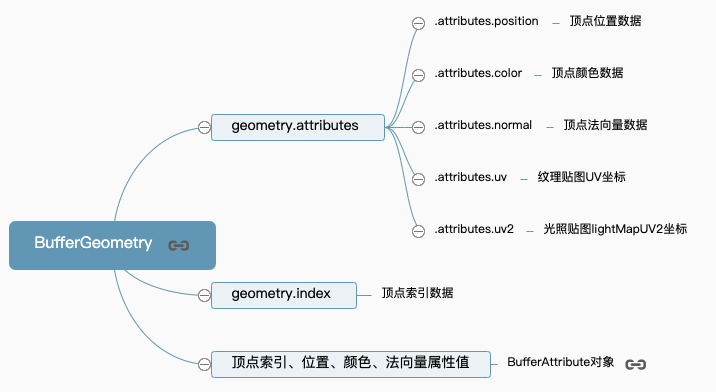 BufferGeometry
geometry.attributes
.attributes.position
顶点位置数据
.attributes.color
顶点颜色数据
.attributes.normal
顶点法向量数据
.attributes.uv
纹理贴图UV坐标
.attributes.uv2
光照贴图lightMapUV2坐标
geometry.index
顶点索引数据
顶点索引、位置、颜色、法向量属性值
BufferAttribute对象